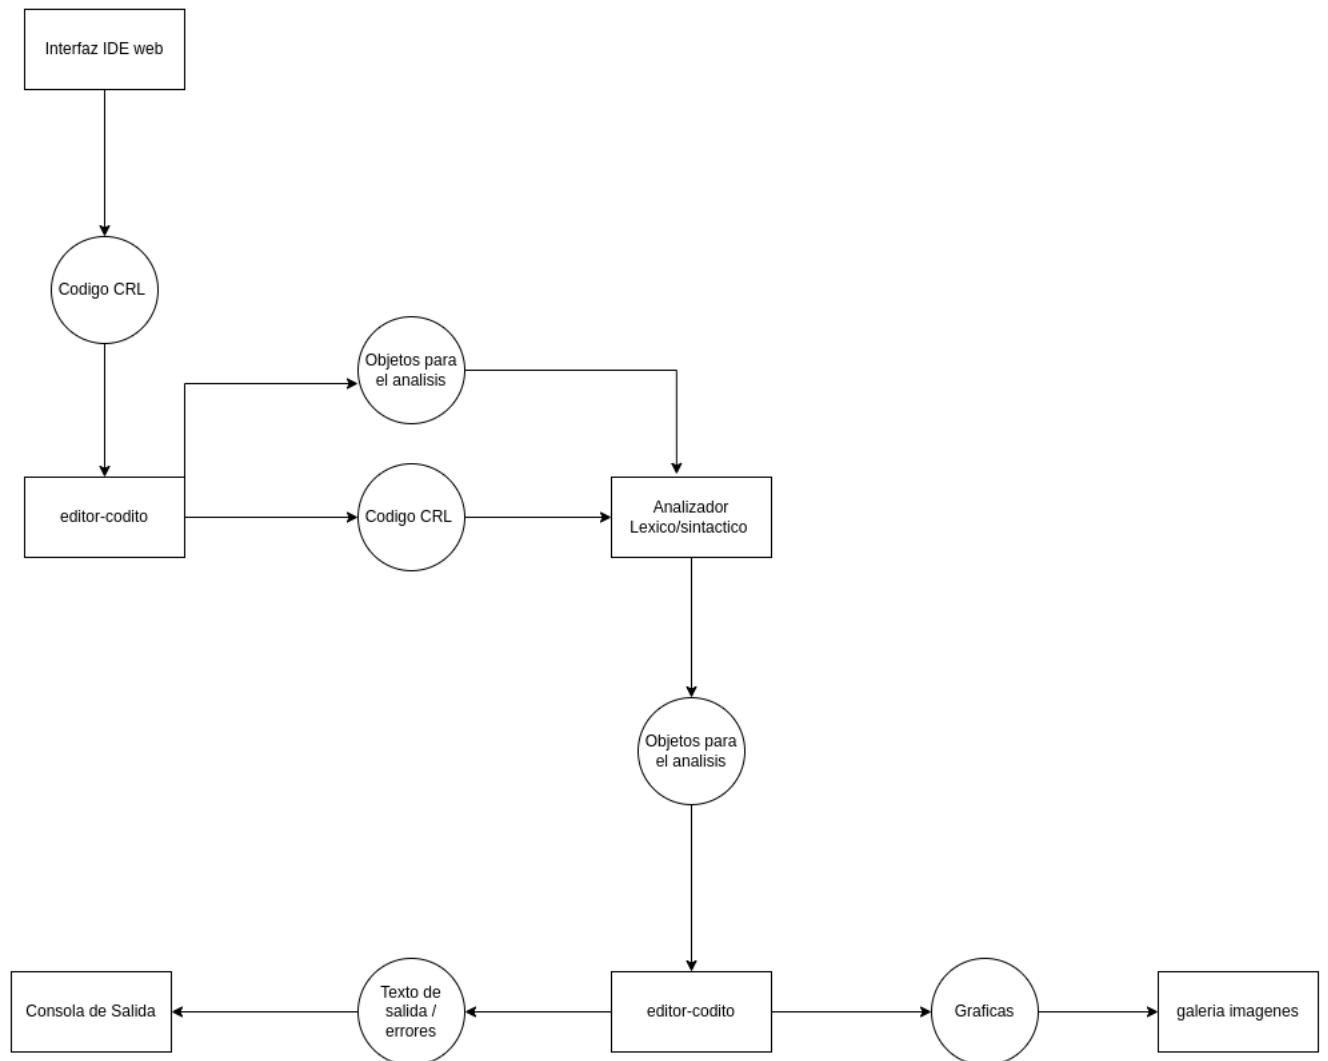 Interfaz IDE web
Codigo CRL
Objetos para
el analisis
editor-codito
Codigo CRL
Analizador
Lexico/sintactico
Objetos para
el analisis
Consola de Salida
Texto de
salida /
errores
editor-codito
Graficas
galeria imagenes